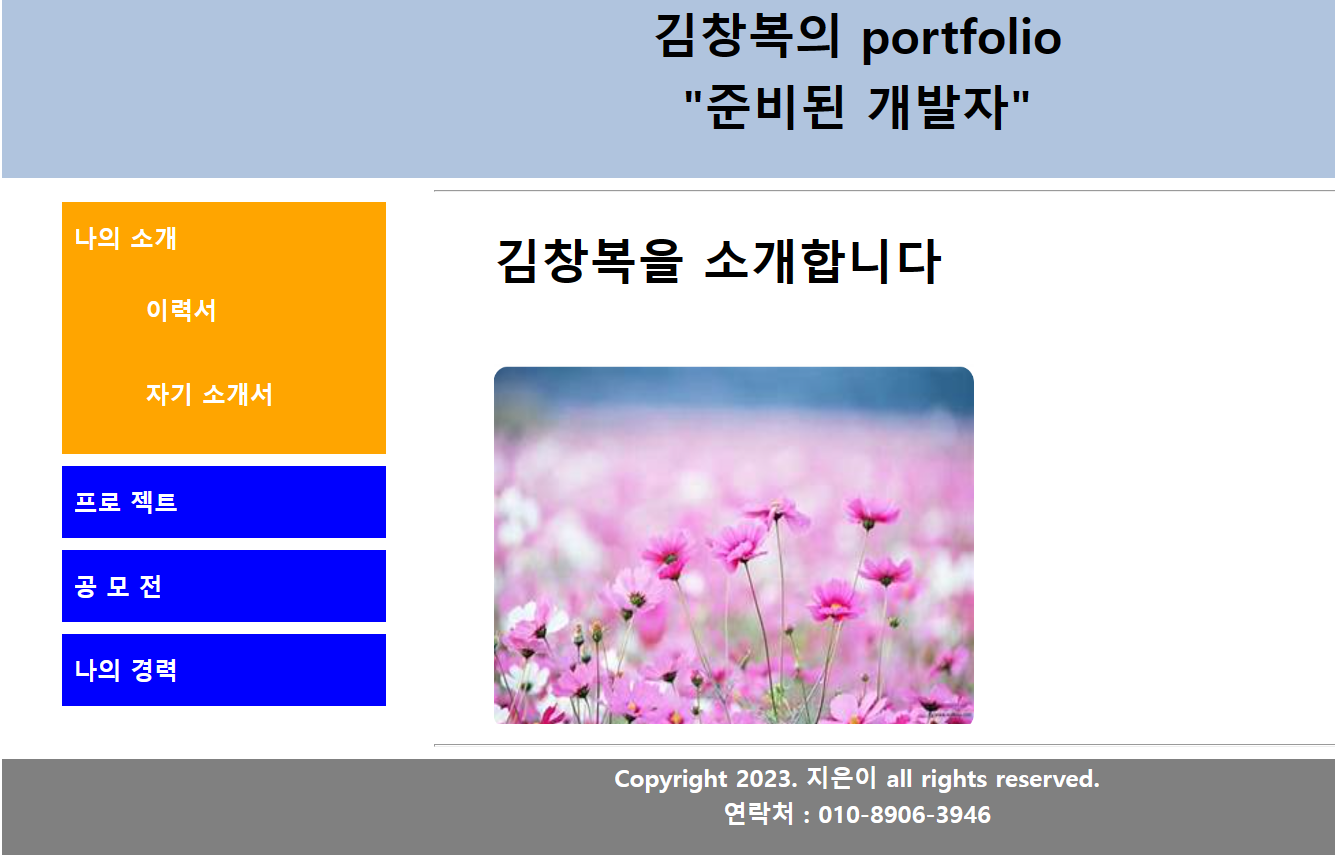 김창복의 portfolio
"준비된 개발자"
나의 소개
이력서
자기 소개서
프로 젝트
공 모 전
나의 경력
김창복을 소개합니다
Copyright 2023. 지은이 all rights reserved.
연락처 : 010-8906-3946